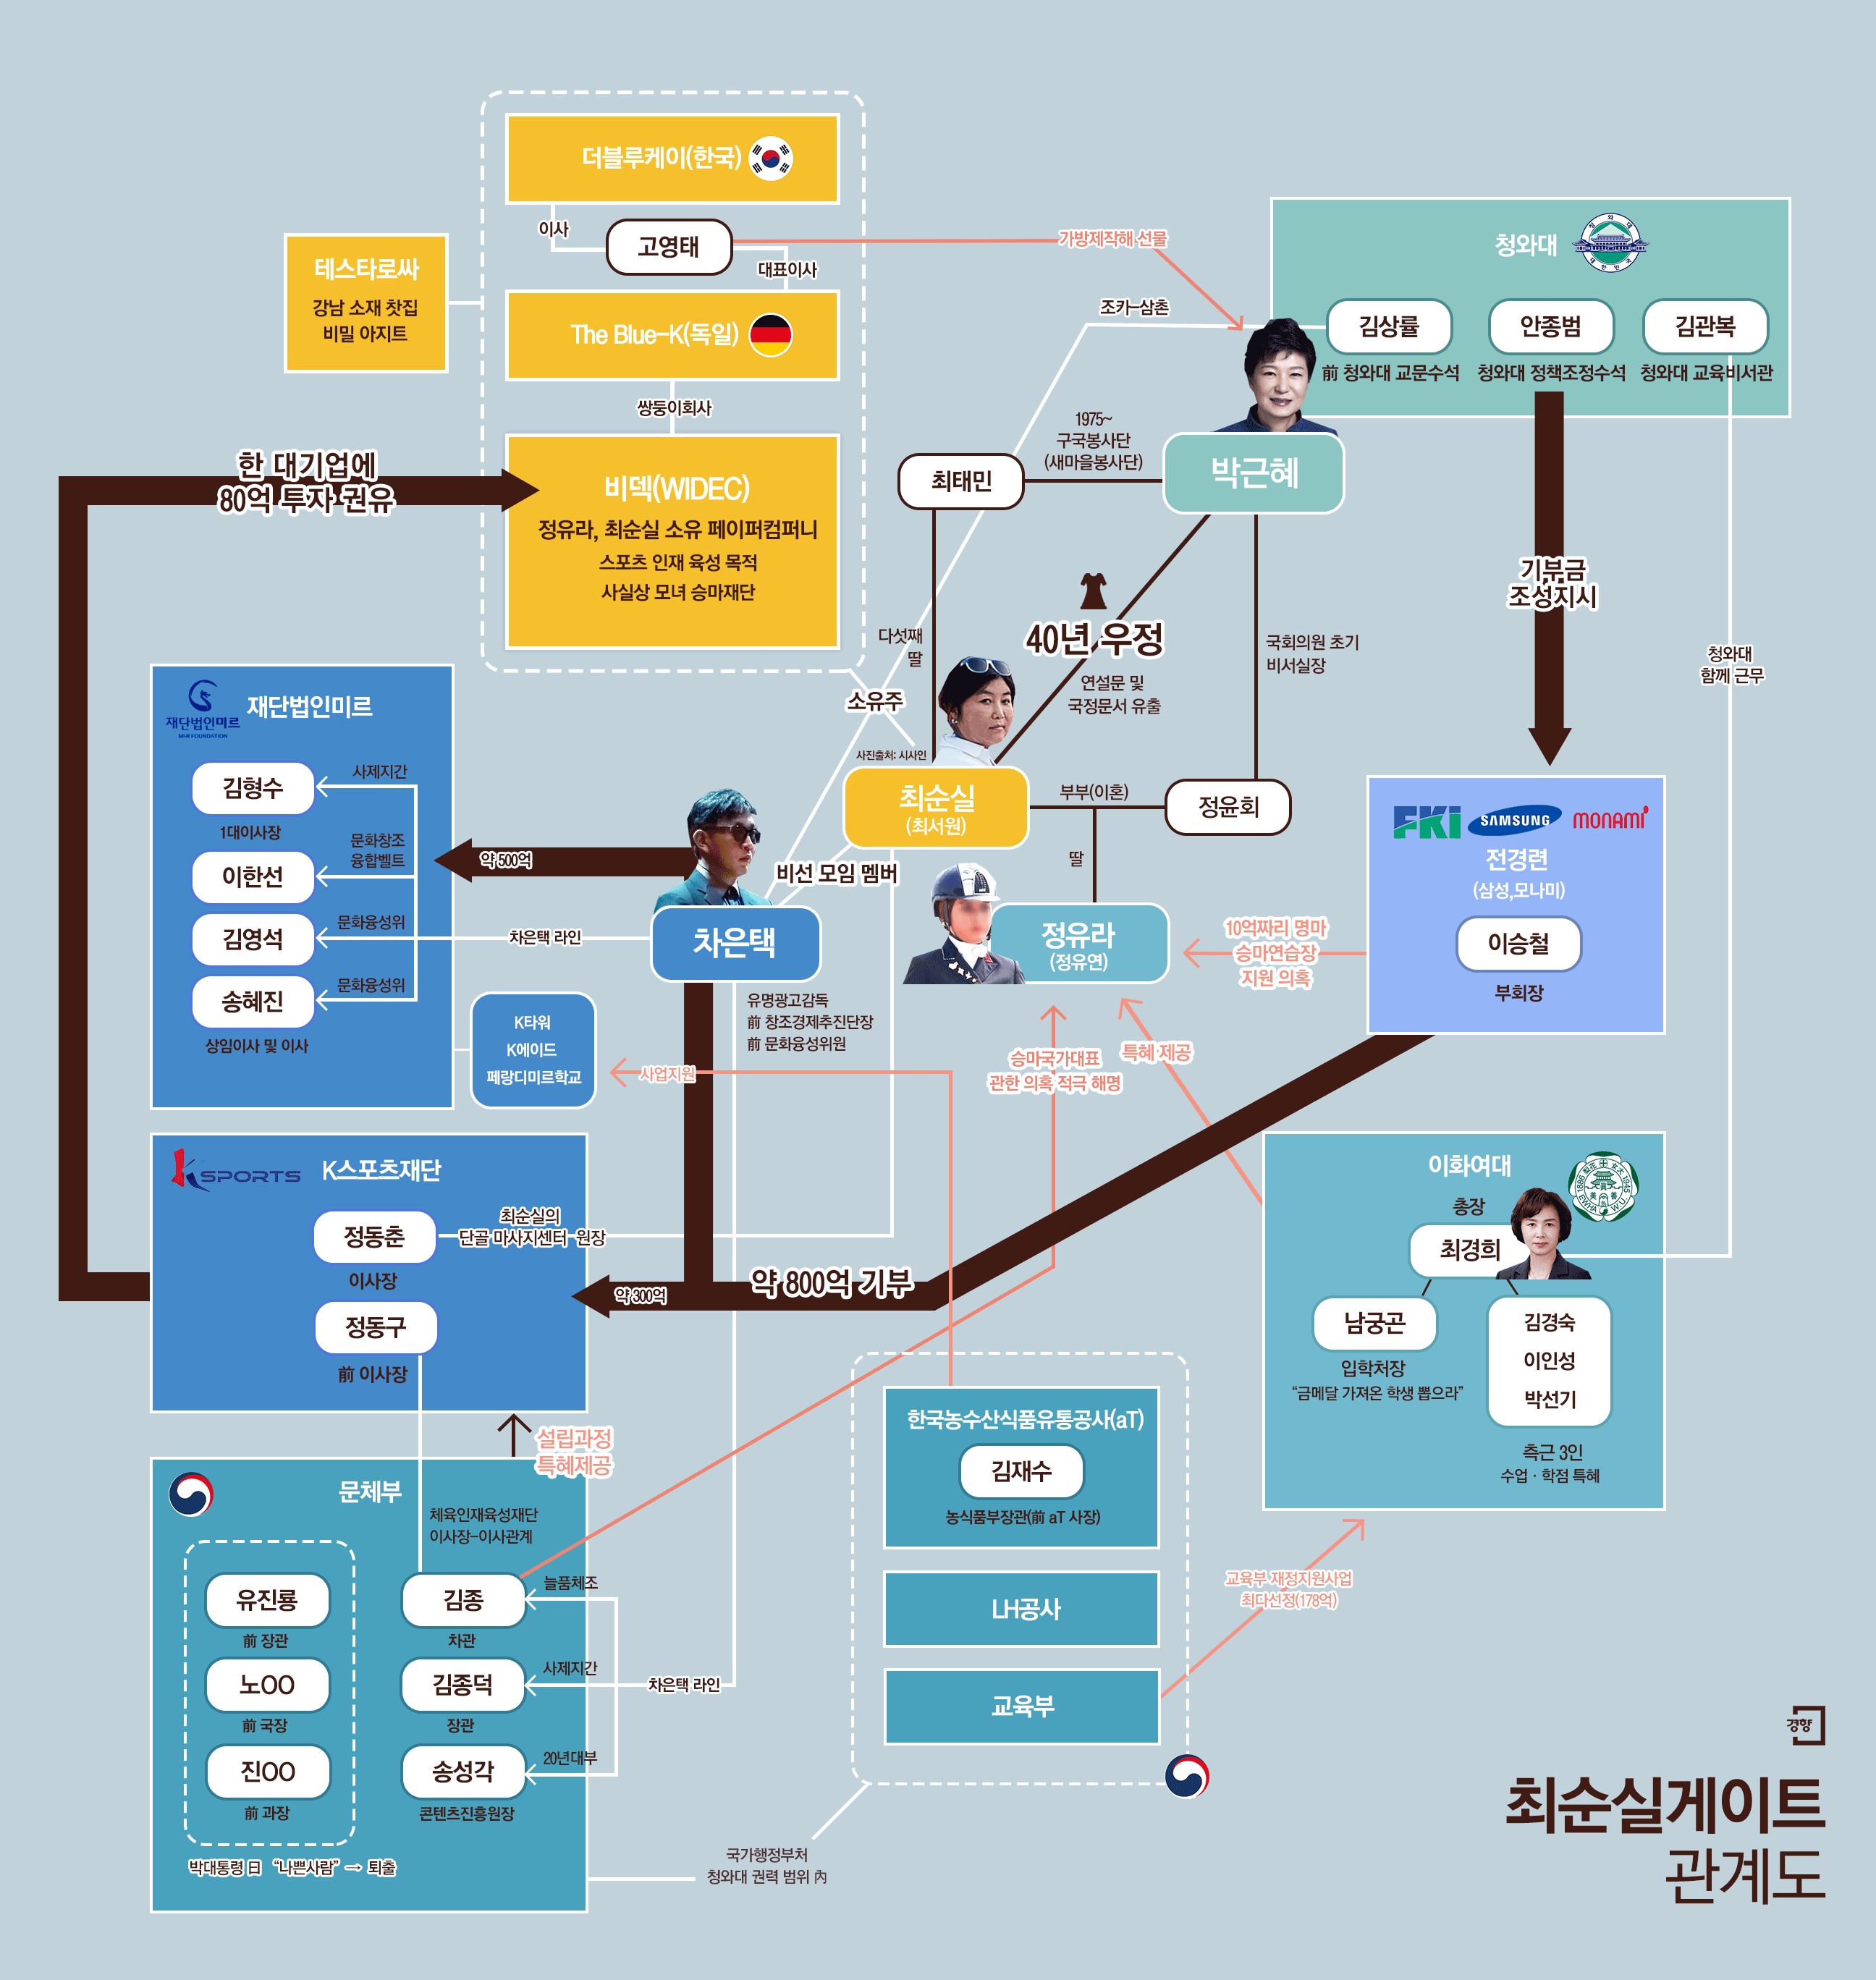 더블루케이(한국)
이사
고영태
대표이사
가방제작해 선물
테스타로싸
강남 소재 찻집
비밀 아지트
The Blue-K(독일)
쌍둥이회사
비덱(WIDEC)
정유라, 최순실 소유 페이퍼컴퍼니
스포츠 인재 육성 목적
사실상 모녀 승마재단
한 대기업에
80억 투자 권유
청와대
조카-삼촌
김상률
前 청와대 교문수석
안종범
청와대 정책조정수석
김관복
청와대 교육비서관
1975~
구국봉사단
(새마을봉사단)
최태민
박근혜
다섯째
딸
40년 우정
연설문 및
국정문서 유출
국회의원 초기
비서실장
기부금
조성지시
청와대
함께 근무
소유주
사진출처: 시사인
최순실
(최서원)
부부(이혼)
정윤회
딸
비선 모임 멤버
정유라
(정유연)
재단법인미르
MI-R FOUNDATION
재단법인미르
김형수
1대이사장
사제지간
이한선
문화창조
융합벨트
김영석
문화융성위
송혜진
문화융성위
상임이사 및 이사
약 500억
차은택 라인
차은택
유명광고감독
前 창조경제추진단장
前 문화융성위원
K타워
K에이드
페랑디미르학교
사업지원
FKI
SAMSUNG
MONAMI
전경련
(삼성,모나미)
이승철
부회장
10억짜리 명마
승마연습장
지원 의혹
승마국가대표
관한 의혹 적극 해명
특혜 제공
K SPORTS
K스포츠재단
정동춘
이사장
최순실의
단골 마사지센터 원장
정동구
前 이사장
약 300억
약 800억 기부
이화여대
총장
최경희
남궁곤
입학처장
“금메달 가져온 학생 뽑으라”
김경숙
이인성
박선기
측근 3인
수업 · 학점 특혜
설립과정
특혜제공
문체부
체육인재육성재단
이사장-이사관계
유진룡
前 장관
노OO
前 국장
진OO
前 과장
박대통령 日 “나쁜사람” → 퇴출
김종
차관
늘품체조
김종덕
장관
사제지간
송성각
콘텐츠진흥원장
20년대부
차은택 라인
한국농수산식품유통공사(aT)
김재수
농식품부장관(前 aT 사장)
LH공사
교육부
교육부 재정지원사업
최다선정(178억)
국가행정부처
청와대 권력 범위 內
경향
최순실게이트
관계도